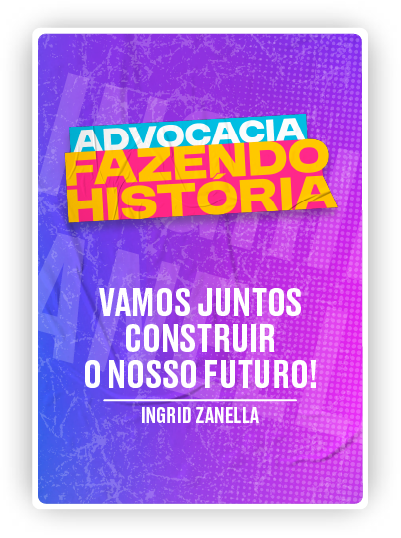 ADVOCACIA
FAZENDO
HISTÓRIA
VAMOS JUNTOS
CONSTRUIR
O NOSSO FUTURO!
INGRID ZANELLA